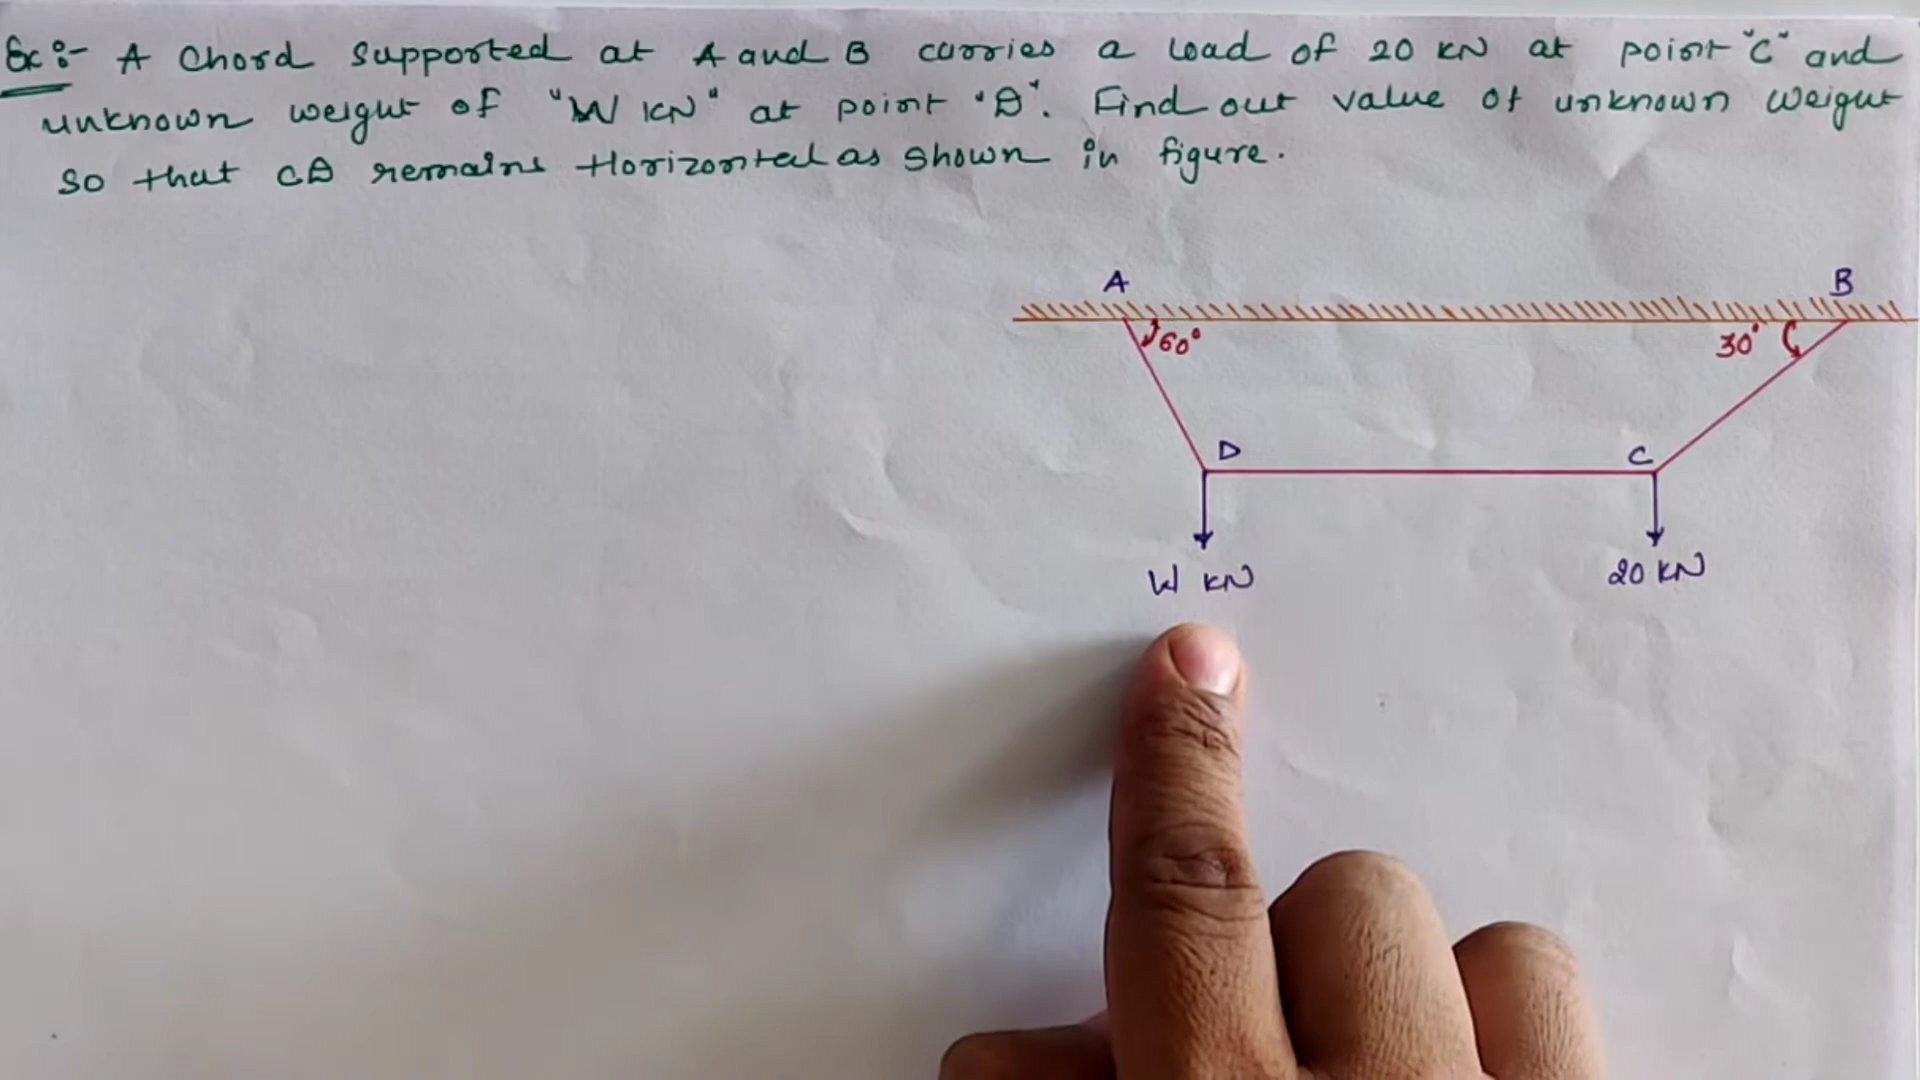 Ex:- A Chord supported at A and B carries a load of 20 KN at point "C" and
unknown weight of "W KN" at point "D". Find out value of unknown weight
so that CD remains Horizontal as shown in figure.
A B
60° 30°
D C
W KN 20 KN